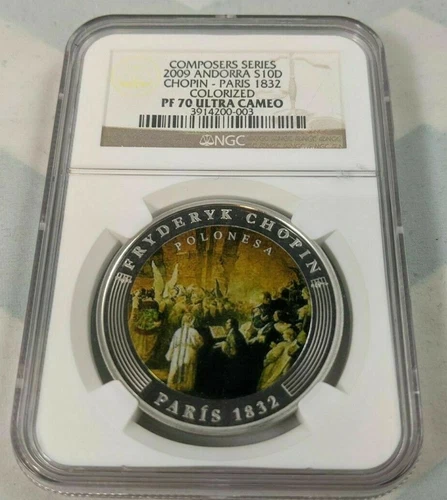 COMPOSERS SERIES
2009 ANDORRA S10D
CHOPIN - PARIS 1832
COLORIZED
PF 70 ULTRA CAMEO
3914200-003
NGC
FRYDERYK CHOPIN
POLONESA
PARÍS 1832